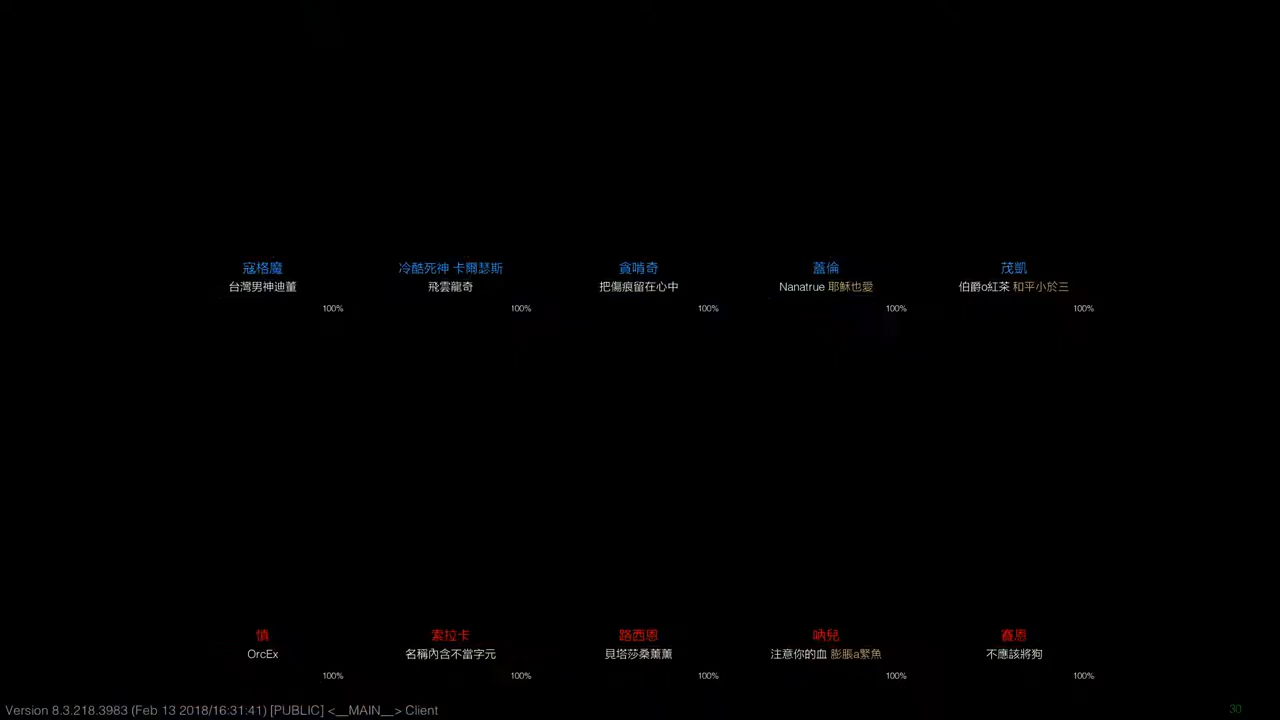 寇格魔 冷酷死神 卡爾瑟斯 貪啃奇 蓋倫 茂凱
台灣男神迪董 飛雲龍奇 把傷痕留在心中 Nanatrue 耶穌也愛 伯爵o紅茶 和平小於三
100% 100% 100% 100% 100%
慎 索拉卡 路西恩 吶兒 賽恩
OrcEx 名稱內含不當字元 貝塔莎桑薰薰 注意你的血 膨脹a緊魚 不應該將狗
100% 100% 100% 100% 100%
Version 8.3.218.3983 (Feb 13 2018/16:31:41) [PUBLIC] <__MAIN__> Client 30